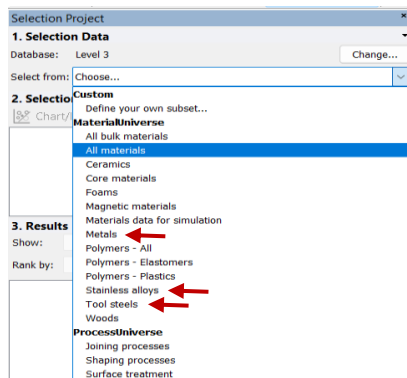 Selection Project ×
1. Selection Data
Database: Level 3 Change...
Select from: Choose...
Custom
2. Selectio
Define your own subset...
MaterialUniverse
Chart/
All bulk materials
All materials
Ceramics
Core materials
Foams
Magnetic materials
Materials data for simulation
3. Results
Metals
Show:
Polymers - All
Polymers - Elastomers
Rank by:
Polymers - Plastics
Stainless alloys
Tool steels
Woods
ProcessUniverse
Joining processes
Shaping processes
Surface treatment